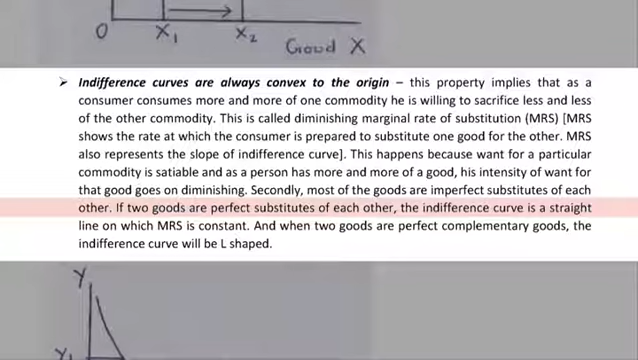 O X₁ X₂ Good X
➢ Indifference curves are always convex to the origin – this property implies that as a
consumer consumes more and more of one commodity he is willing to sacrifice less and less
of the other commodity. This is called diminishing marginal rate of substitution (MRS) [MRS
shows the rate at which the consumer is prepared to substitute one good for the other. MRS
also represents the slope of indifference curve]. This happens because want for a particular
commodity is satiable and as a person has more and more of a good, his intensity of want for
that good goes on diminishing. Secondly, most of the goods are imperfect substitutes of each
other. If two goods are perfect substitutes of each other, the indifference curve is a straight
line on which MRS is constant. And when two goods are perfect complementary goods, the
indifference curve will be L shaped.
Y
Y₁